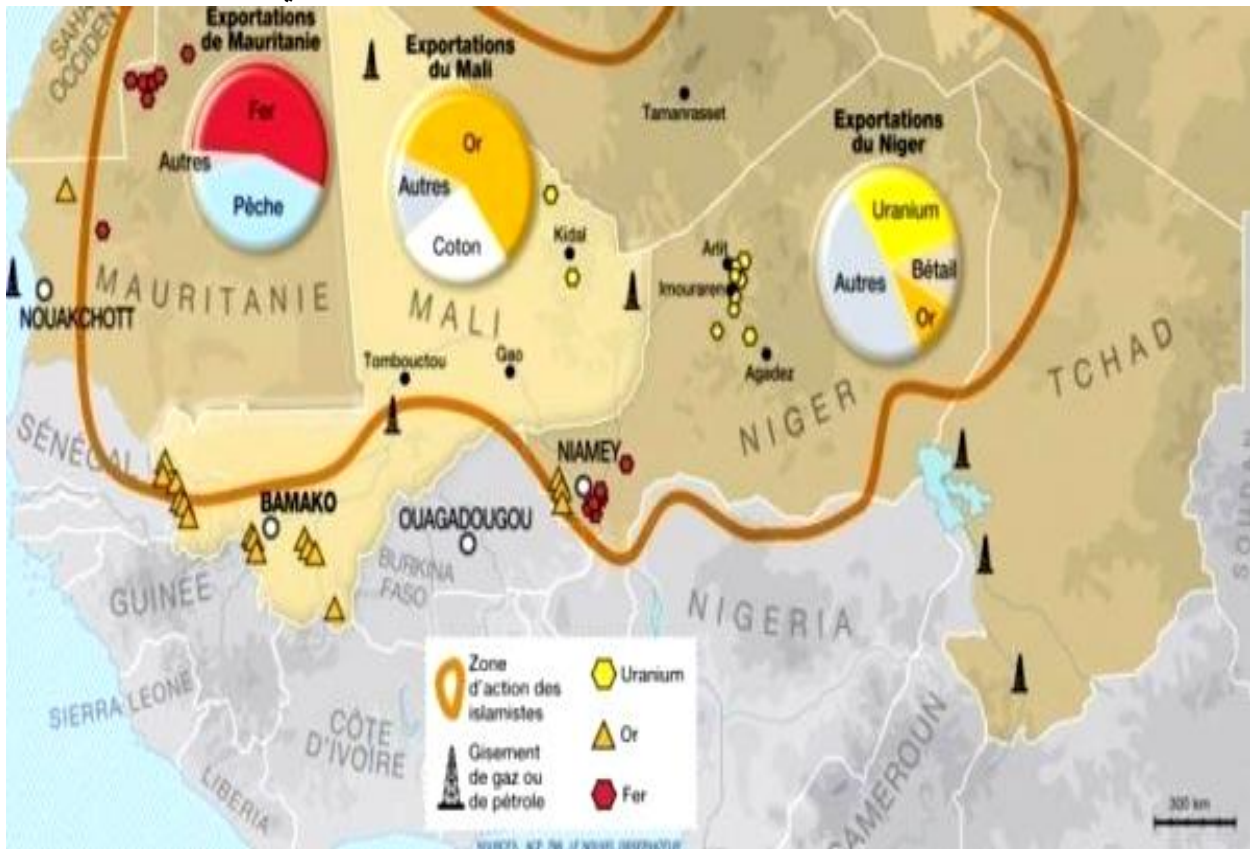 Exportations
de Mauritanie
Fer
Autres
Pêche
Exportations
du Mali
Or
Autres
Coton
Exportations
du Niger
Uranium
Bétail
Autres
Or
SAHARA
OCCIDEN
Tamanrasset
Kidal
Arlit
Imouraren
Agadez
NOUAKCHOTT
MAURITANIE
MALI
Tombouctou
Gao
NIGER
TCHAD
SÉNÉGAL
NIAMEY
BAMAKO
OUAGADOUGOU
BURKINA
FASO
GUINÉE
NIGERIA
SOUDAN
SIERRA LEONE
CÔTE
D'IVOIRE
LIBERIA
CAMEROUN
Zone
d'action des
islamistes
Gisement
de gaz ou
de pétrole
Uranium
Or
Fer
300 km